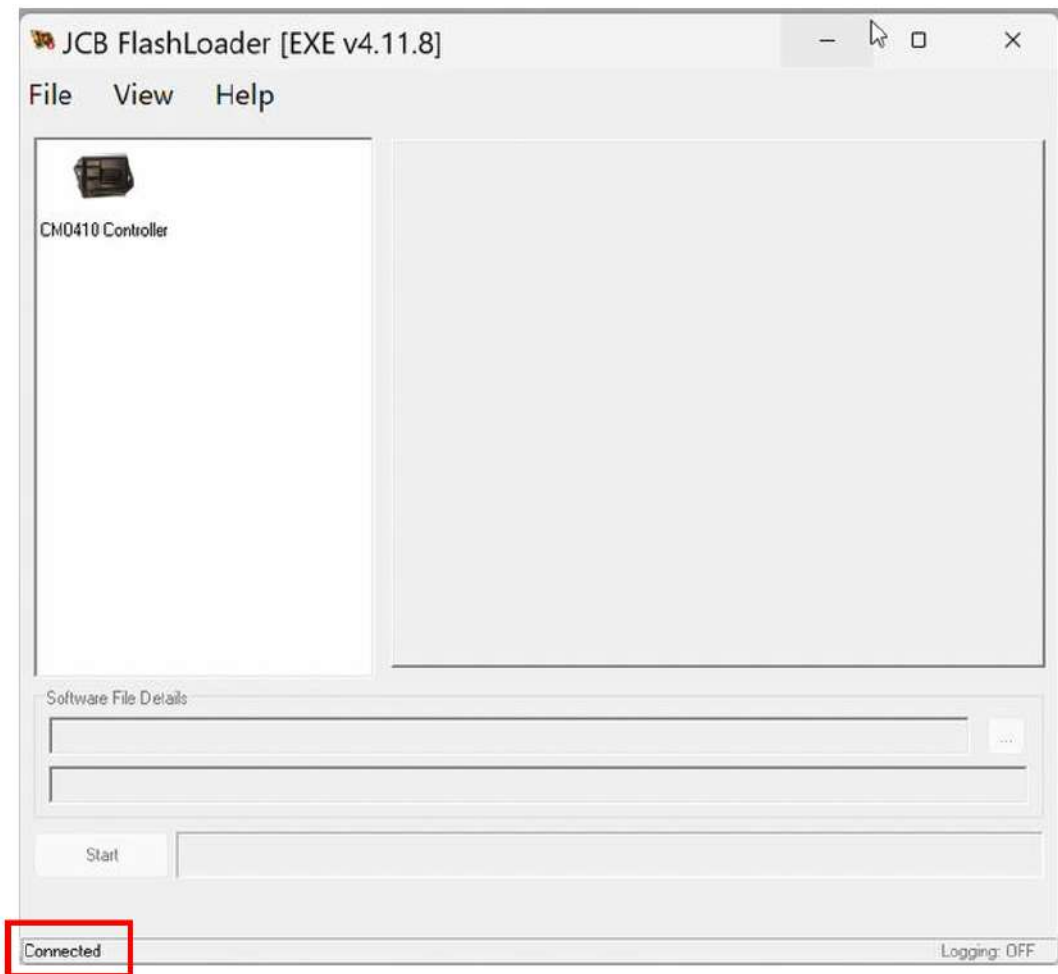 JCB FlashLoader [EXE v4.11.8]
File View Help
CM0410 Controller
Software File Details
...
Start
Connected
Logging: OFF